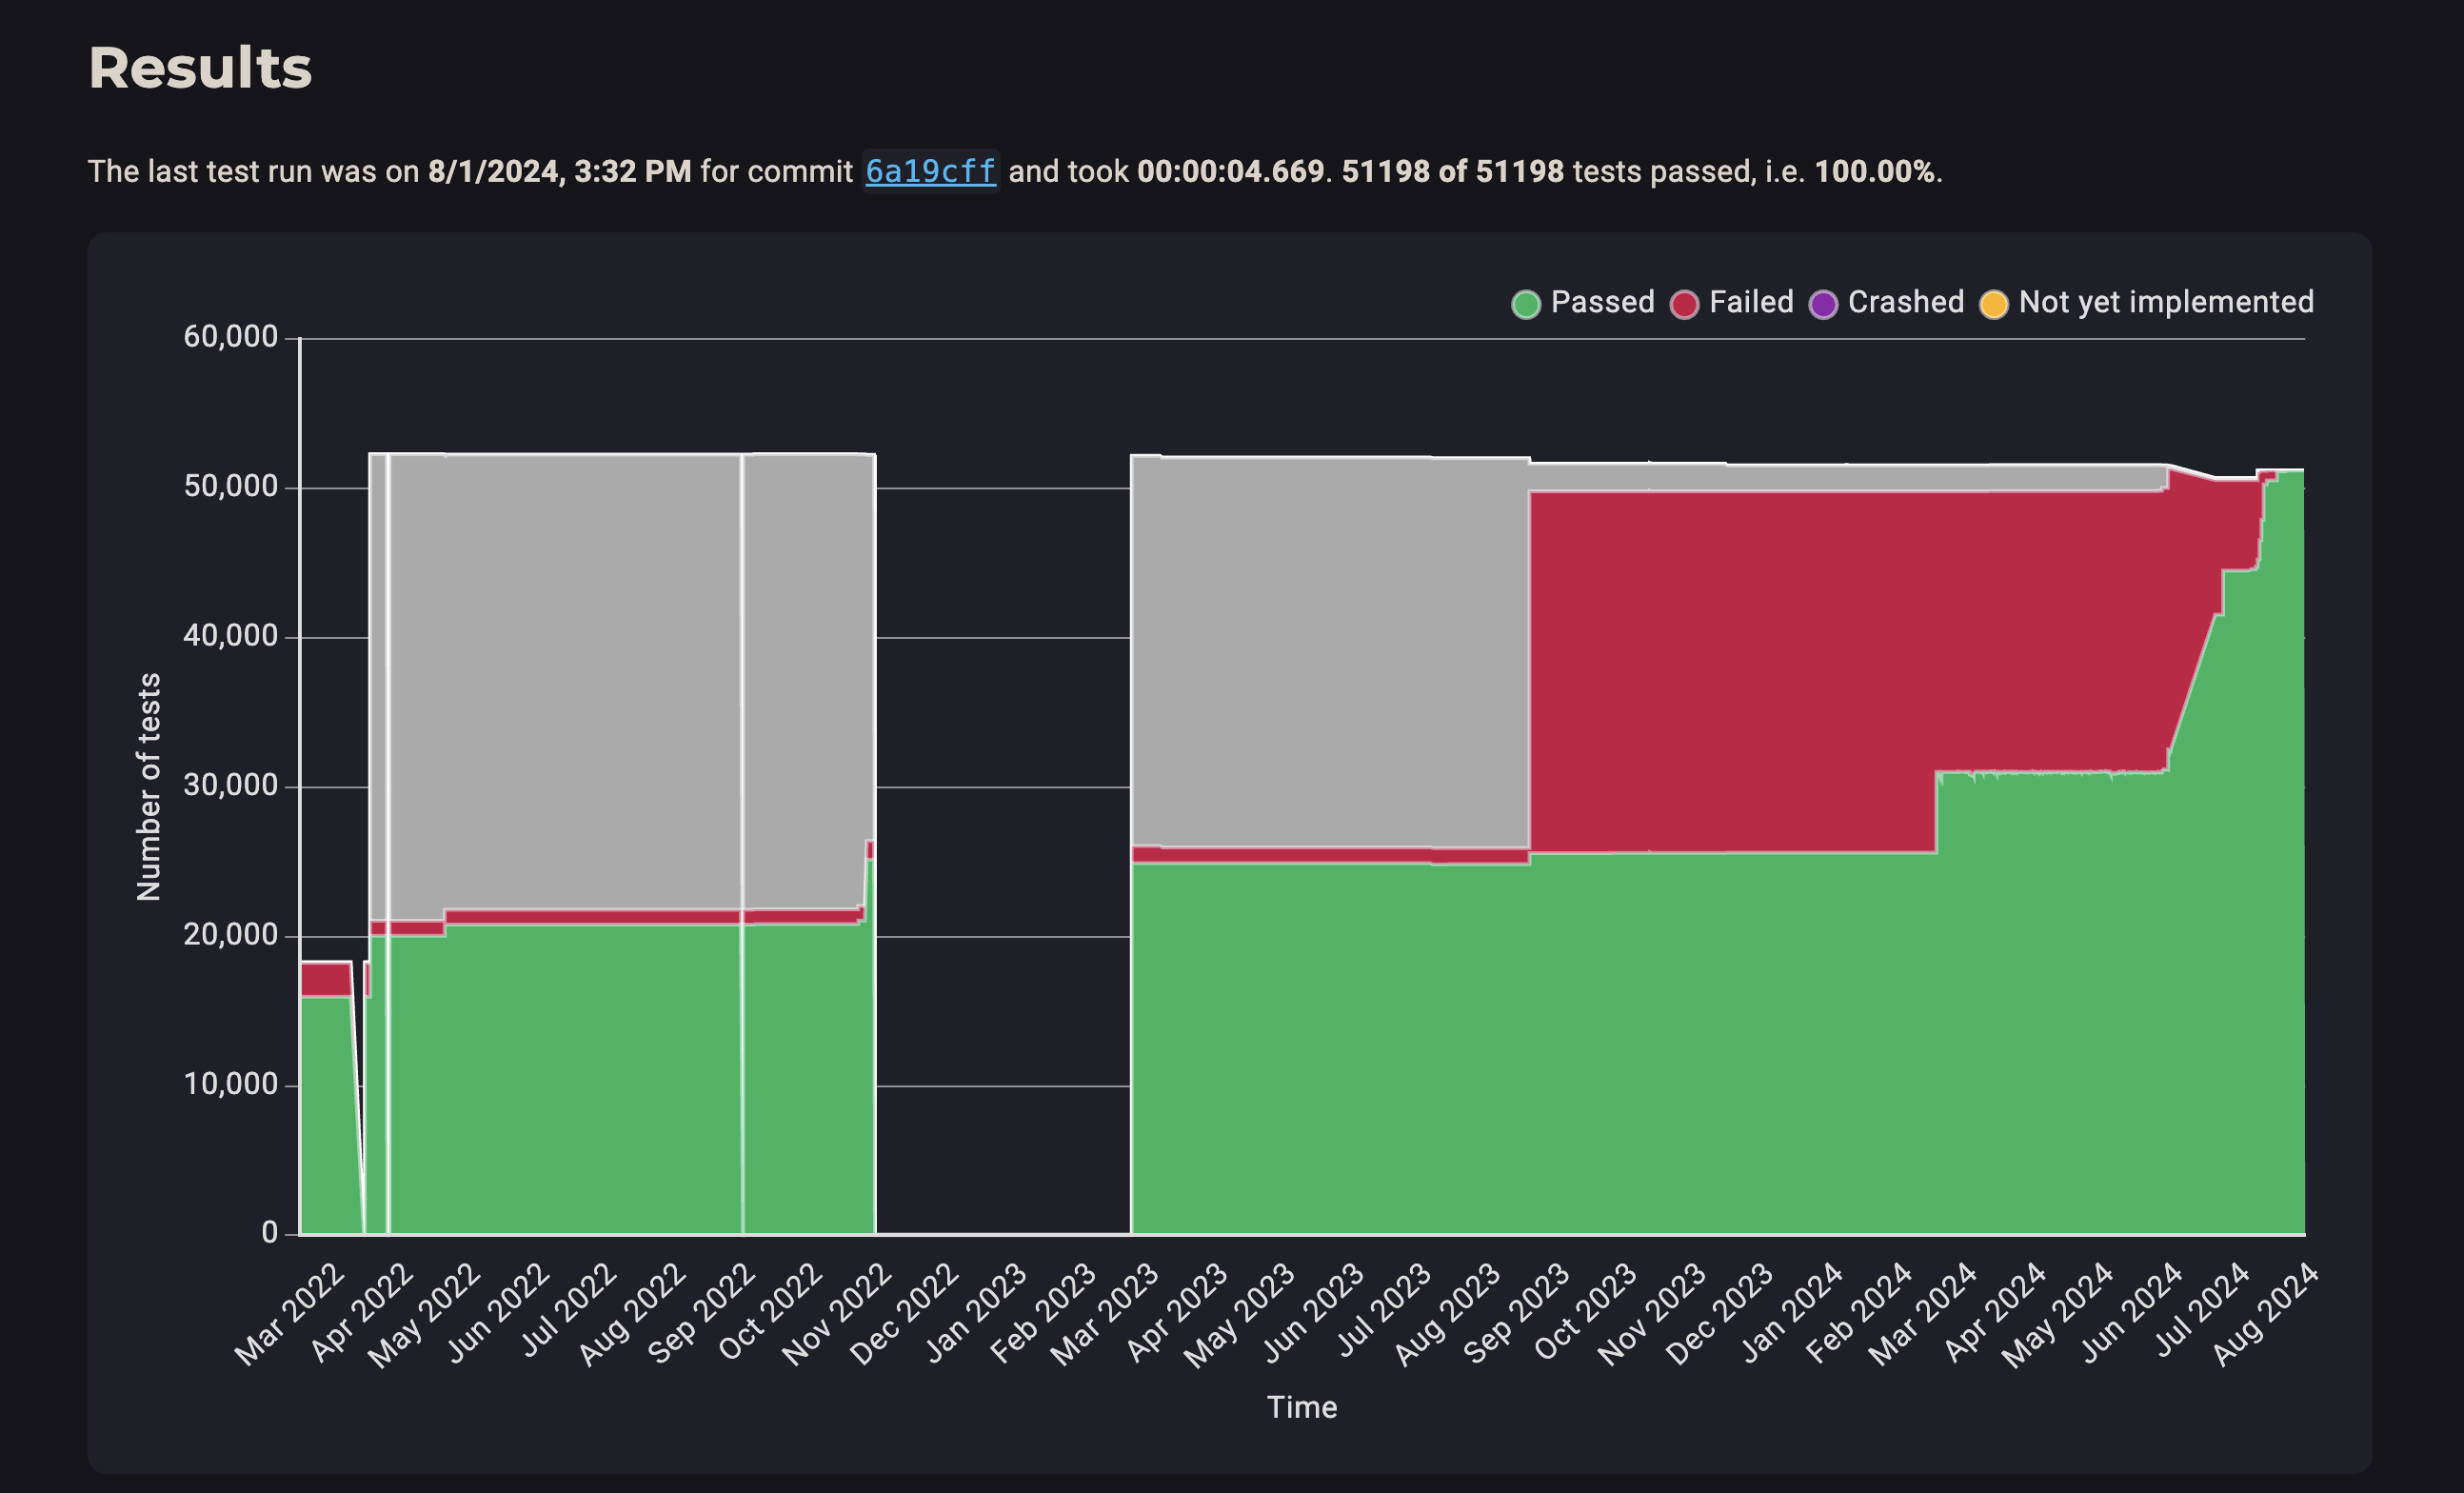 Results
The last test run was on 8/1/2024, 3:32 PM for commit 6a19cff and took 00:00:04.669. 51198 of 51198 tests passed, i.e. 100.00%.
Passed Failed Crashed Not yet implemented
60,000
50,000
40,000
30,000
20,000
10,000
0
Number of tests
Mar 2022
Apr 2022
May 2022
Jun 2022
Jul 2022
Aug 2022
Sep 2022
Oct 2022
Nov 2022
Dec 2022
Jan 2023
Feb 2023
Mar 2023
Apr 2023
May 2023
Jun 2023
Jul 2023
Aug 2023
Sep 2023
Oct 2023
Nov 2023
Dec 2023
Jan 2024
Feb 2024
Mar 2024
Apr 2024
May 2024
Jun 2024
Jul 2024
Aug 2024
Time